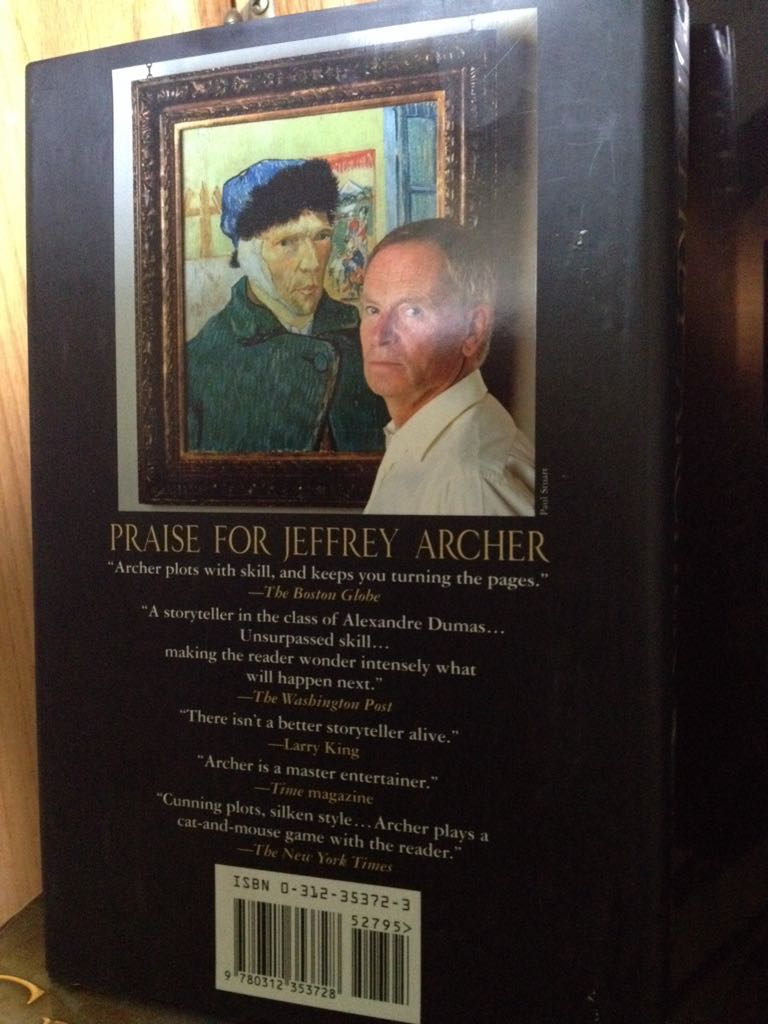 Paul Stuart
PRAISE FOR JEFFREY ARCHER
“Archer plots with skill, and keeps you turning the pages.”
—The Boston Globe
“A storyteller in the class of Alexandre Dumas...
Unsurpassed skill...
making the reader wonder intensely what
will happen next.”
—The Washington Post
“There isn't a better storyteller alive.”
—Larry King
“Archer is a master entertainer.”
—Time magazine
“Cunning plots, silken style... Archer plays a
cat-and-mouse game with the reader.”
—The New York Times
ISBN 0-312-35372-3
52795>
9 780312 353728